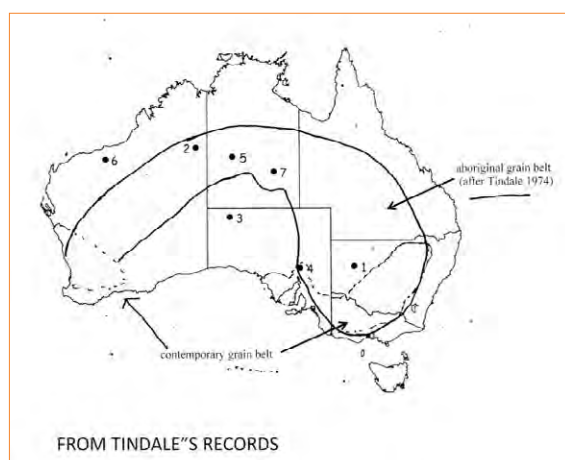 6
2
5
7
3
4
1
aboriginal grain belt
(after Tindale 1974)
contemporary grain belt
FROM TINDALE"S RECORDS